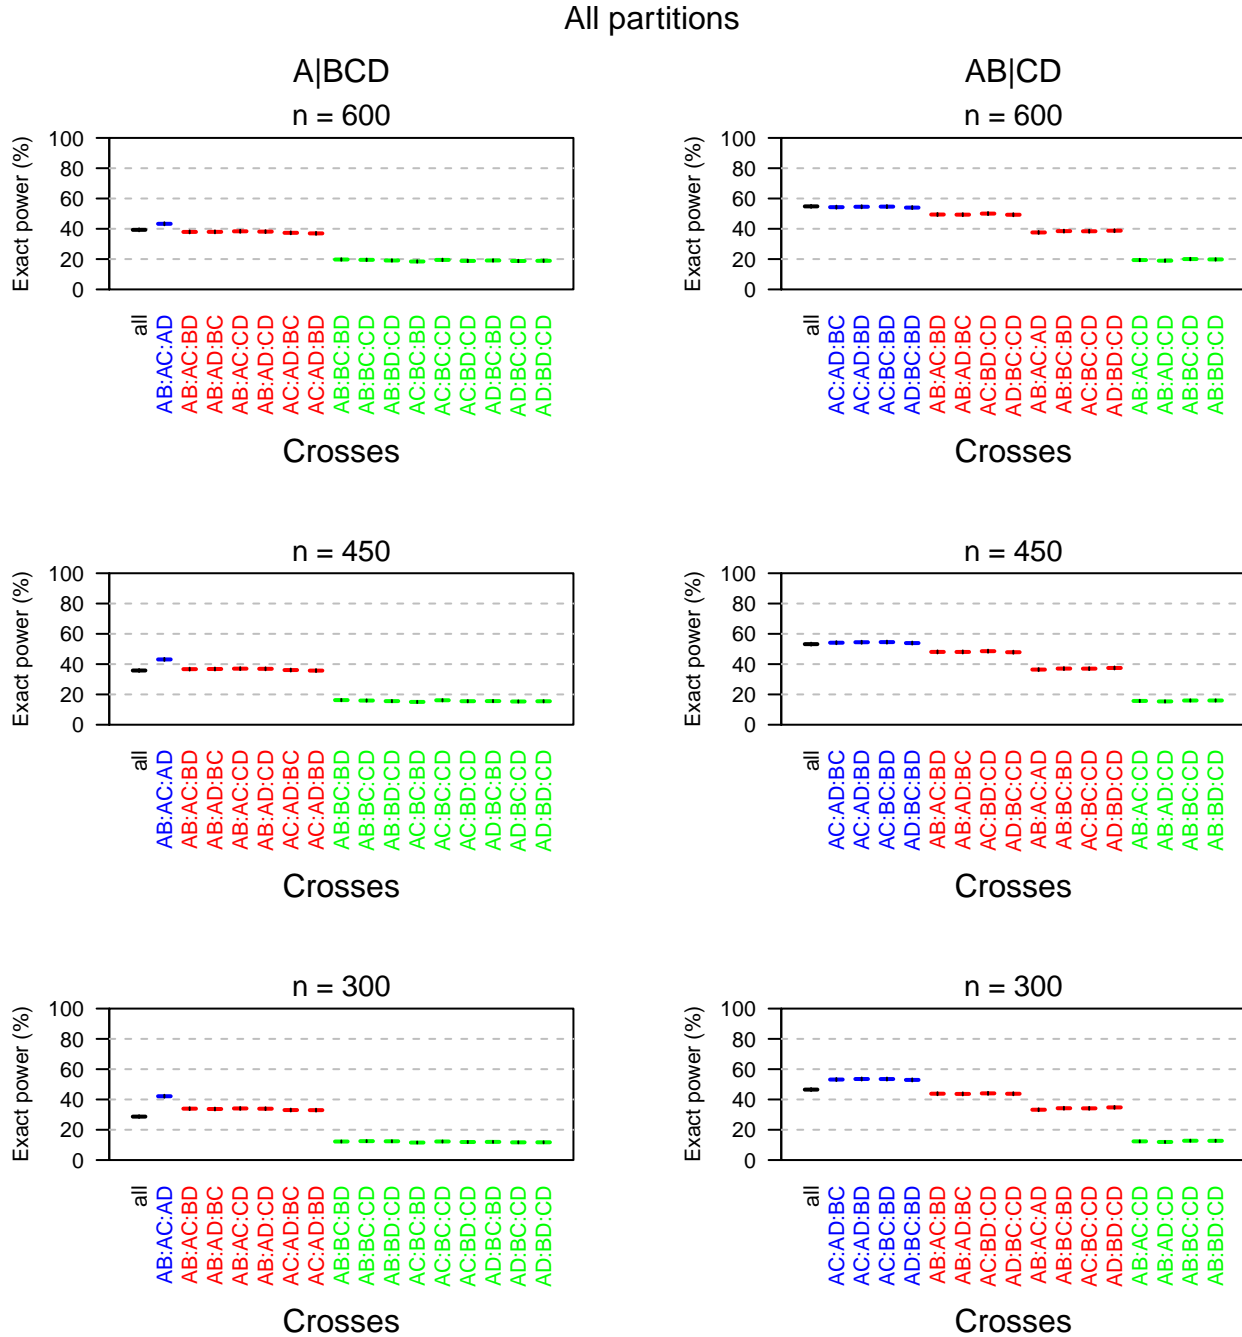 All partitions
A|BCD
n = 600
Exact power (%)
100
80
60
40
20
0
all
AB:AC:AD
AB:AC:BD
AB:AD:BC
AB:AC:CD
AB:AD:CD
AC:AD:BC
AC:AD:BD
AB:BC:BD
AB:BC:CD
AB:BD:CD
AC:BC:BD
AC:BC:CD
AC:BD:CD
AD:BC:BD
AD:BC:CD
AD:BD:CD
Crosses
AB|CD
n = 600
Exact power (%)
100
80
60
40
20
0
all
AC:AD:BC
AC:AD:BD
AC:BC:BD
AD:BC:BD
AB:AC:BD
AB:AD:BC
AC:BD:CD
AD:BC:CD
AB:AC:AD
AB:BC:BD
AC:BC:CD
AD:BD:CD
AB:AC:CD
AB:AD:CD
AB:BC:CD
AB:BD:CD
Crosses
n = 450
Exact power (%)
100
80
60
40
20
0
all
AB:AC:AD
AB:AC:BD
AB:AD:BC
AB:AC:CD
AB:AD:CD
AC:AD:BC
AC:AD:BD
AB:BC:BD
AB:BC:CD
AB:BD:CD
AC:BC:BD
AC:BC:CD
AC:BD:CD
AD:BC:BD
AD:BC:CD
AD:BD:CD
Crosses
n = 450
Exact power (%)
100
80
60
40
20
0
all
AC:AD:BC
AC:AD:BD
AC:BC:BD
AD:BC:BD
AB:AC:BD
AB:AD:BC
AC:BD:CD
AD:BC:CD
AB:AC:AD
AB:BC:BD
AC:BC:CD
AD:BD:CD
AB:AC:CD
AB:AD:CD
AB:BC:CD
AB:BD:CD
Crosses
n = 300
Exact power (%)
100
80
60
40
20
0
all
AB:AC:AD
AB:AC:BD
AB:AD:BC
AB:AC:CD
AB:AD:CD
AC:AD:BC
AC:AD:BD
AB:BC:BD
AB:BC:CD
AB:BD:CD
AC:BC:BD
AC:BC:CD
AC:BD:CD
AD:BC:BD
AD:BC:CD
AD:BD:CD
Crosses
n = 300
Exact power (%)
100
80
60
40
20
0
all
AC:AD:BC
AC:AD:BD
AC:BC:BD
AD:BC:BD
AB:AC:BD
AB:AD:BC
AC:BD:CD
AD:BC:CD
AB:AC:AD
AB:BC:BD
AC:BC:CD
AD:BD:CD
AB:AC:CD
AB:AD:CD
AB:BC:CD
AB:BD:CD
Crosses